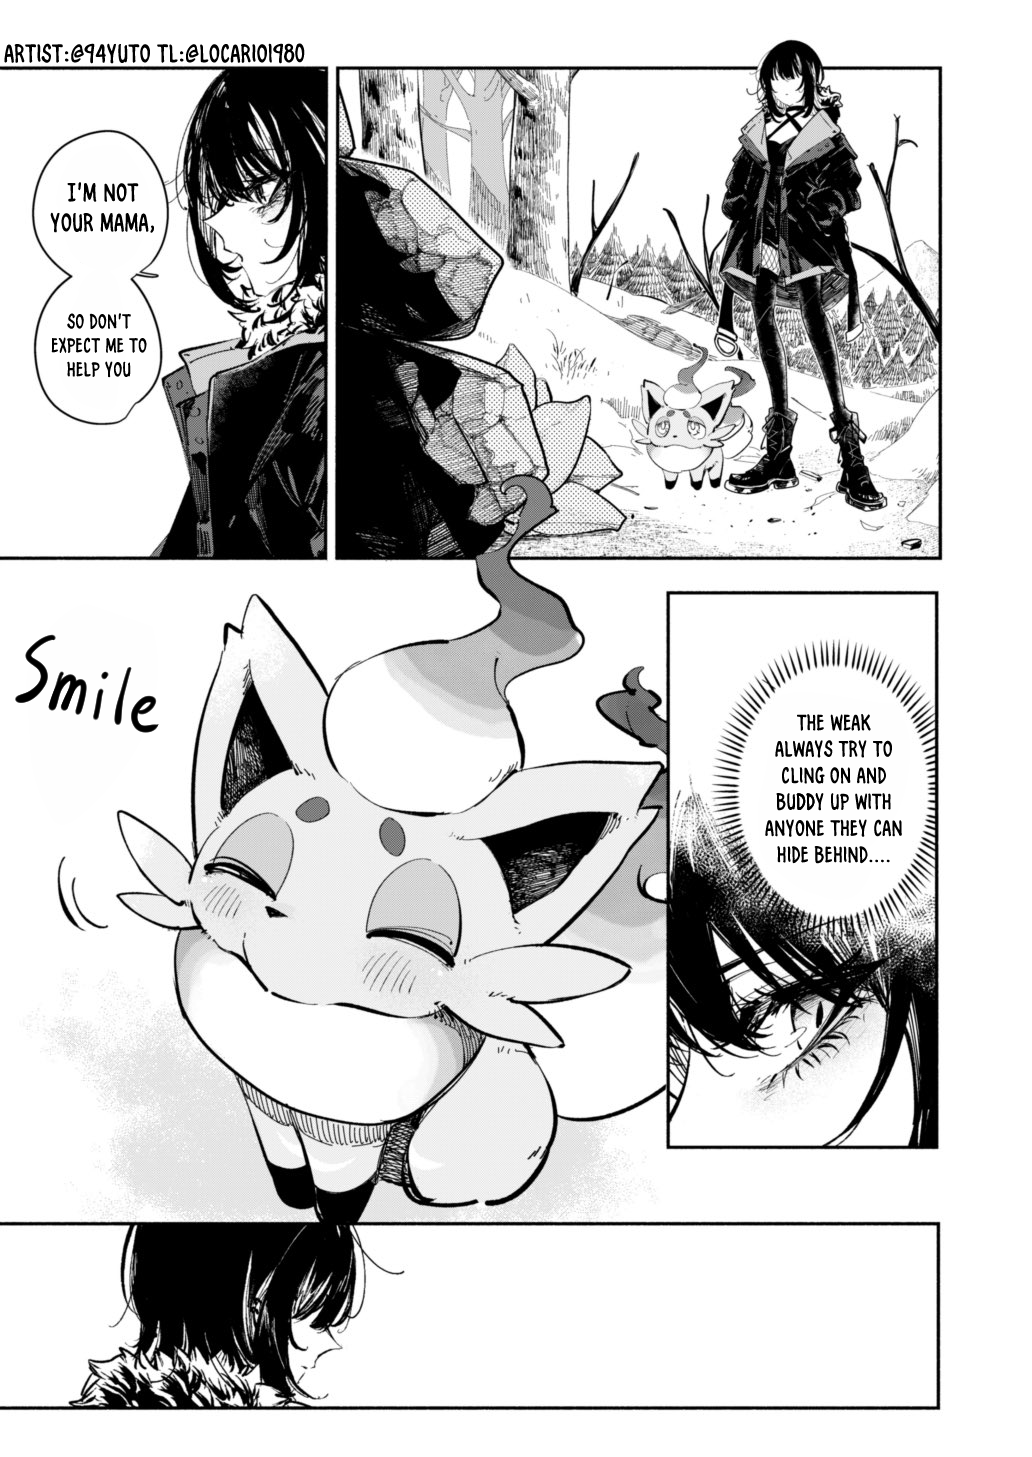 ARTIST:@94YUTO TL:@LOCARIO1980
I'M NOT
YOUR MAMA,
SO DON'T
EXPECT ME TO
HELP YOU
THE WEAK
ALWAYS TRY TO
CLING ON AND
BUDDY UP WITH
ANYONE THEY CAN
HIDE BEHIND....
Smile